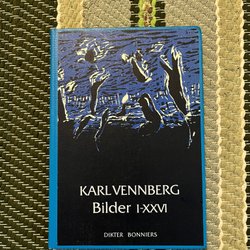 KARL VENNBERG
Bilder I-XXVI
DIKTER BONNIERS